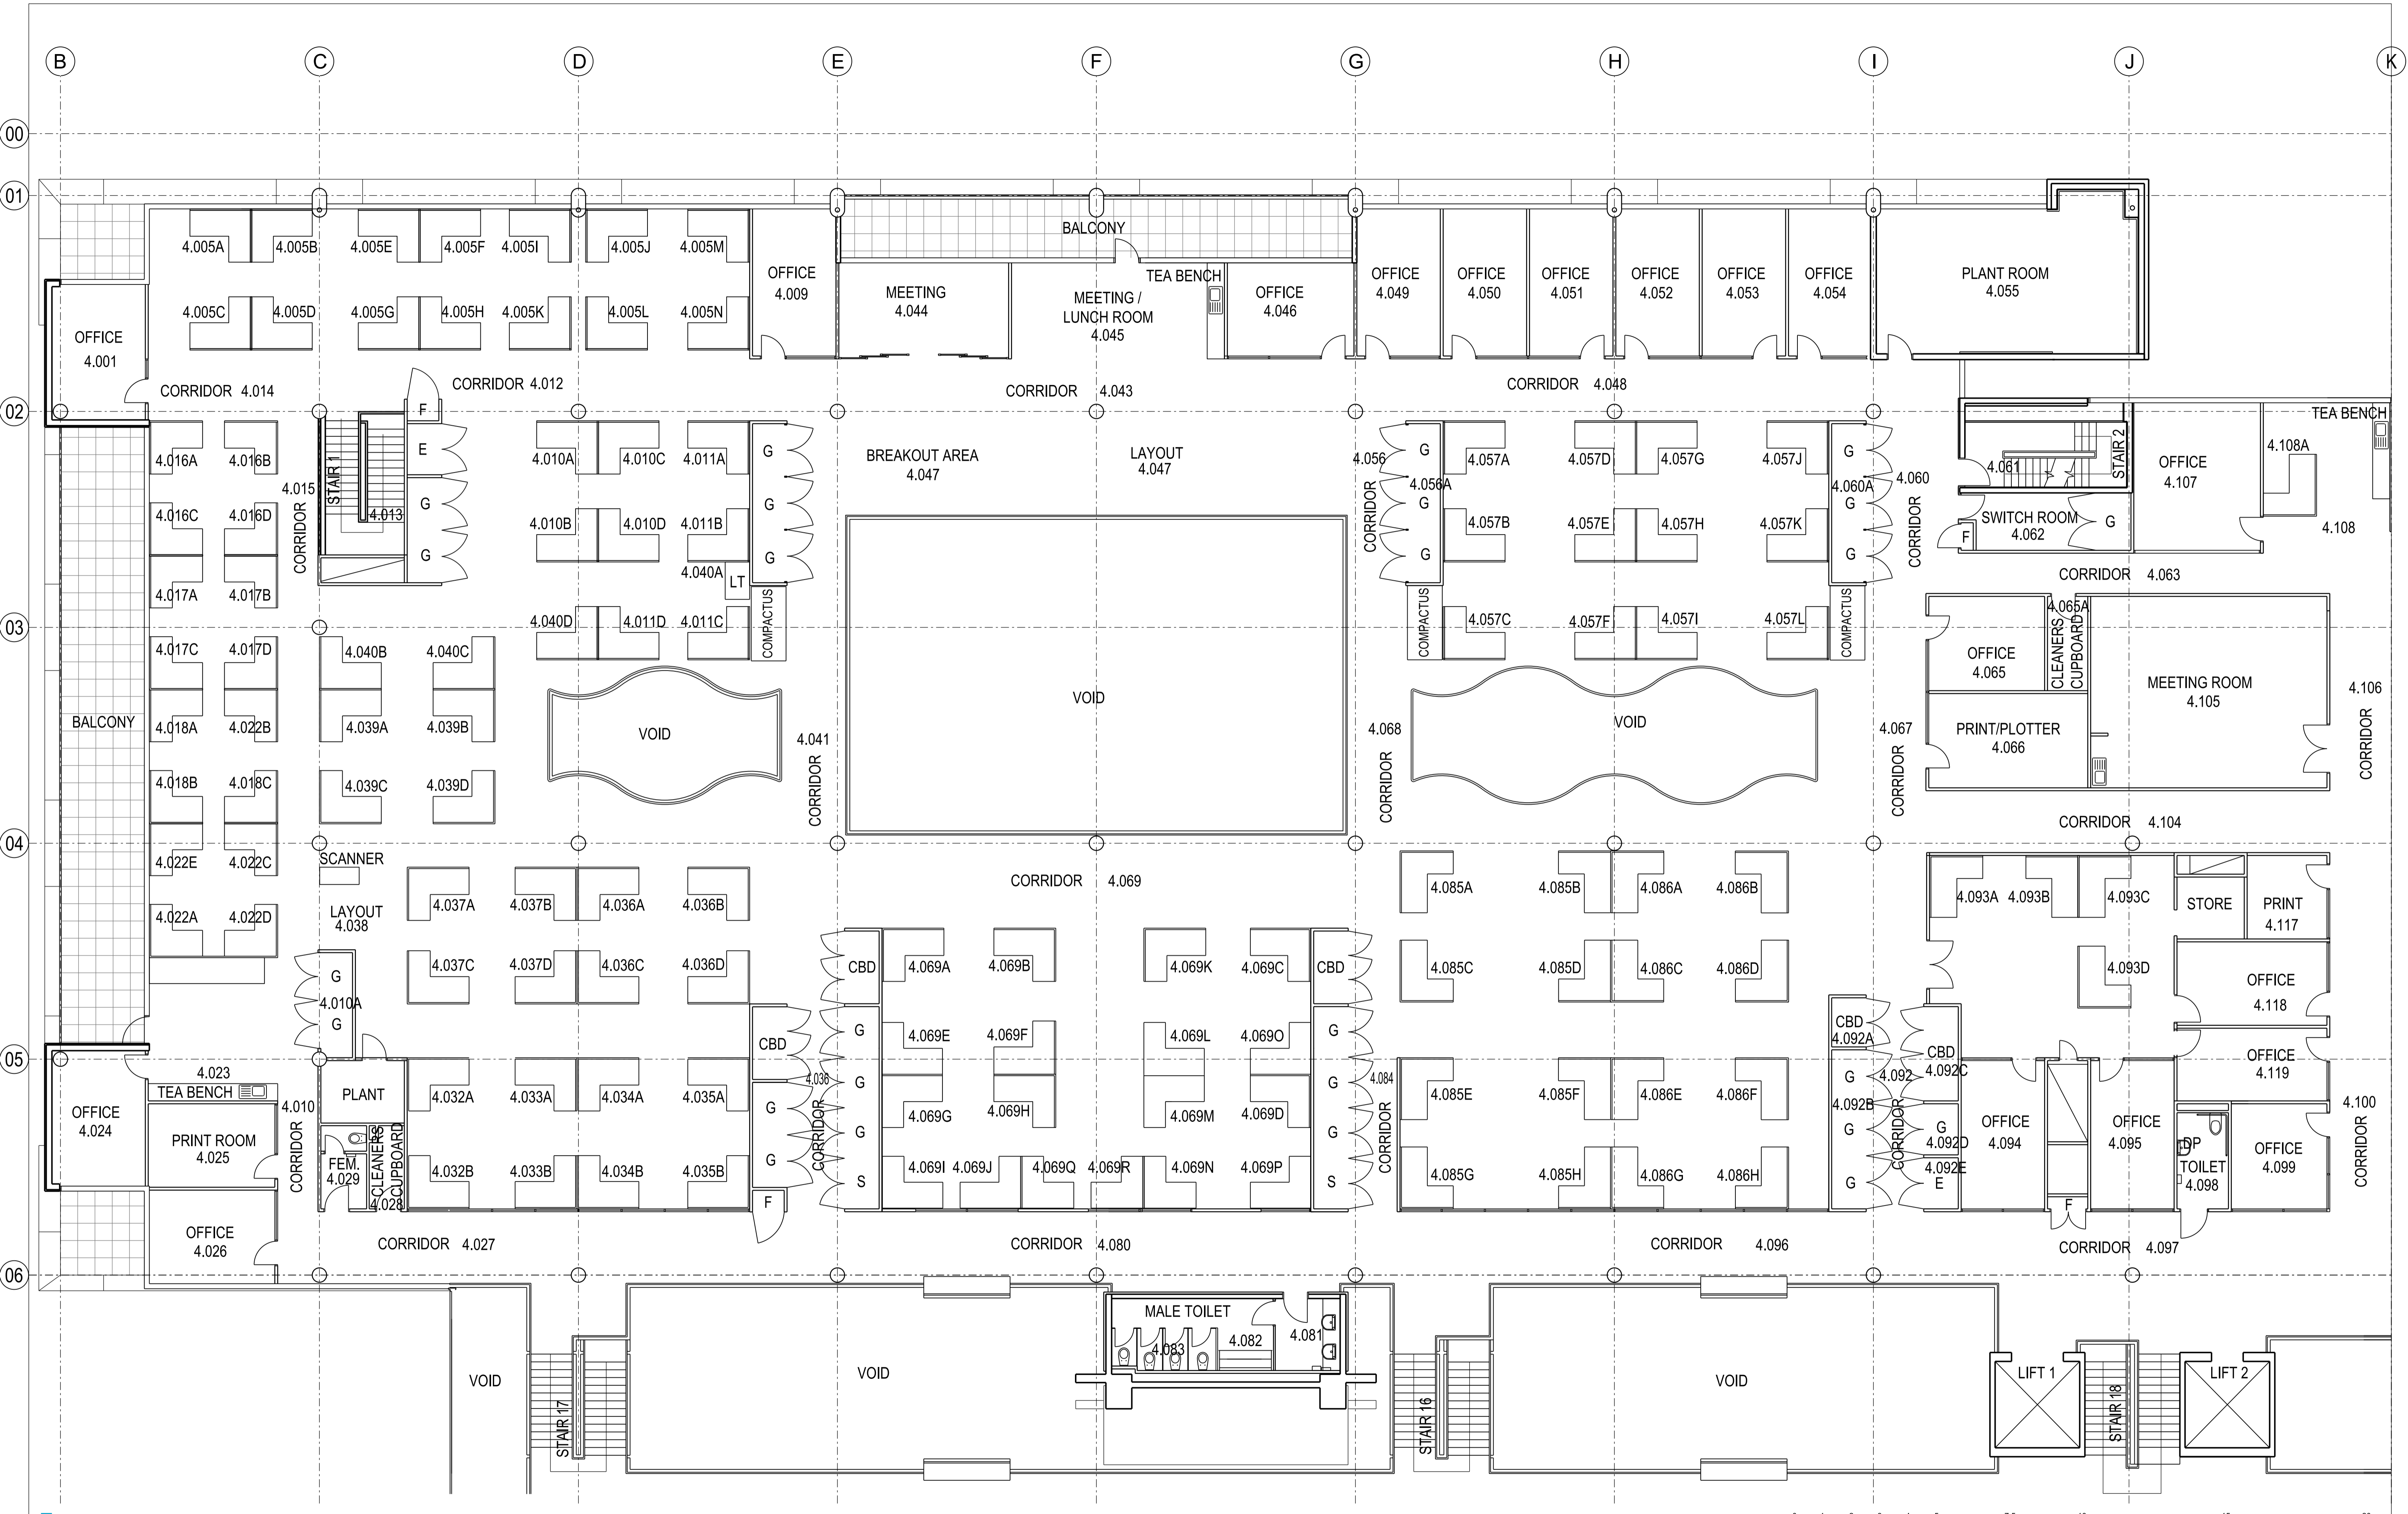 B C D E F G H I J K
00
01
BALCONY
4.005A 4.005B 4.005E 4.005F 4.005I 4.005J 4.005M
OFFICE
4.009
MEETING
4.044
MEETING /
LUNCH ROOM
4.045
TEA BENCH
OFFICE
4.046
OFFICE
4.049
OFFICE
4.050
OFFICE
4.051
OFFICE
4.052
OFFICE
4.053
OFFICE
4.054
PLANT ROOM
4.055
4.005C 4.005D 4.005G 4.005H 4.005K 4.005L 4.005N
OFFICE
4.001
CORRIDOR 4.014
CORRIDOR 4.012
CORRIDOR 4.043
CORRIDOR 4.048
02
F
E
G
G
STAIR 1
4.013
4.015
CORRIDOR
4.016A 4.016B
4.016C 4.016D
4.017A 4.017B
4.017C 4.017D
4.018A 4.022B
4.018B 4.018C
4.022E 4.022C
4.022A 4.022D
BALCONY
4.010A 4.010C 4.011A
4.010B 4.010D 4.011B
4.040A
LT
4.040D 4.011D 4.011C
G
G
G
COMPACTUS
BREAKOUT AREA
4.047
LAYOUT
4.047
4.056
CORRIDOR
G
4.056A
G
G
COMPACTUS
4.057A 4.057D 4.057G 4.057J
4.057B 4.057E 4.057H 4.057K
4.057C 4.057F 4.057I 4.057L
G
4.060A
G
G
COMPACTUS
4.060
CORRIDOR
4.061
STAIR 2
SWITCH ROOM
4.062
G
F
OFFICE
4.107
4.108A
TEA BENCH
4.108
CORRIDOR 4.063
03
4.040B 4.040C
4.039A 4.039B
4.039C 4.039D
VOID
4.041
CORRIDOR
VOID
4.068
CORRIDOR
VOID
4.067
CORRIDOR
OFFICE
4.065
4.065A
CLEANERS
CUPBOARD
PRINT/PLOTTER
4.066
MEETING ROOM
4.105
4.106
CORRIDOR
CORRIDOR 4.104
04
SCANNER
LAYOUT
4.038
G
4.010A
G
4.037A 4.037B 4.036A 4.036B
4.037C 4.037D 4.036C 4.036D
CORRIDOR 4.069
CBD
4.069A 4.069B 4.069K 4.069C
CBD
4.069E 4.069F 4.069L 4.069O
4.069G 4.069H 4.069M 4.069D
4.069I 4.069J 4.069Q 4.069R 4.069N 4.069P
G
G
G
S
G
G
G
S
4.085A 4.085B 4.086A 4.086B
4.085C 4.085D 4.086C 4.086D
4.085E 4.085F 4.086E 4.086F
4.085G 4.085H 4.086G 4.086H
4.093A 4.093B 4.093C
4.093D
STORE
PRINT
4.117
OFFICE
4.118
OFFICE
4.119
05
4.023
TEA BENCH
OFFICE
4.024
PRINT ROOM
4.025
OFFICE
4.026
4.010
CORRIDOR
PLANT
FEM.
4.029
CLEANERS
CUPBOARD
4.028
4.032A 4.033A 4.034A 4.035A
4.032B 4.033B 4.034B 4.035B
CBD
G
G
F
4.036
CORRIDOR
4.084
CORRIDOR
CBD
4.092A
G
4.092B
G
G
4.092
CORRIDOR
CBD
4.092C
G
4.092D
4.092E
E
OFFICE
4.094
F
OFFICE
4.095
DP
TOILET
4.098
OFFICE
4.099
4.100
CORRIDOR
CORRIDOR 4.027
CORRIDOR 4.080
CORRIDOR 4.096
CORRIDOR 4.097
06
VOID
STAIR 17
VOID
MALE TOILET
4.083
4.082
4.081
STAIR 16
VOID
LIFT 1
STAIR 18
LIFT 2